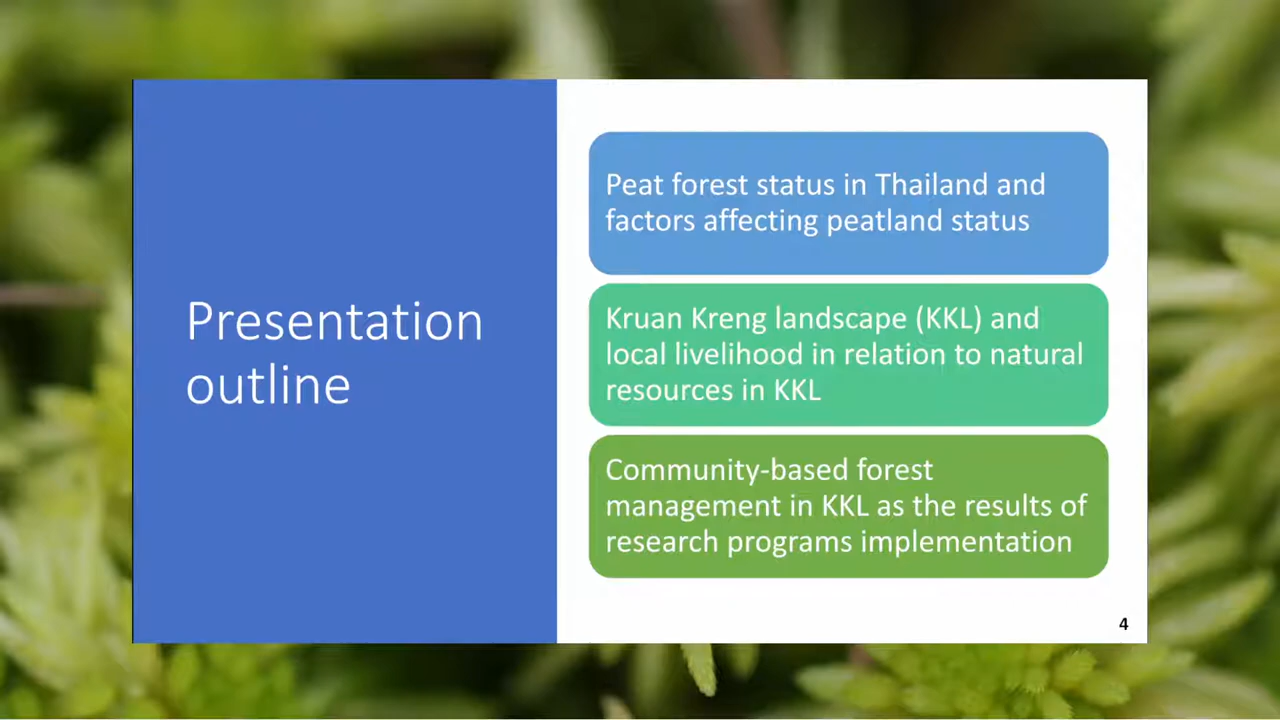 Presentation
outline
Peat forest status in Thailand and
factors affecting peatland status
Kruan Kreng landscape (KKL) and
local livelihood in relation to natural
resources in KKL
Community-based forest
management in KKL as the results of
research programs implementation
4